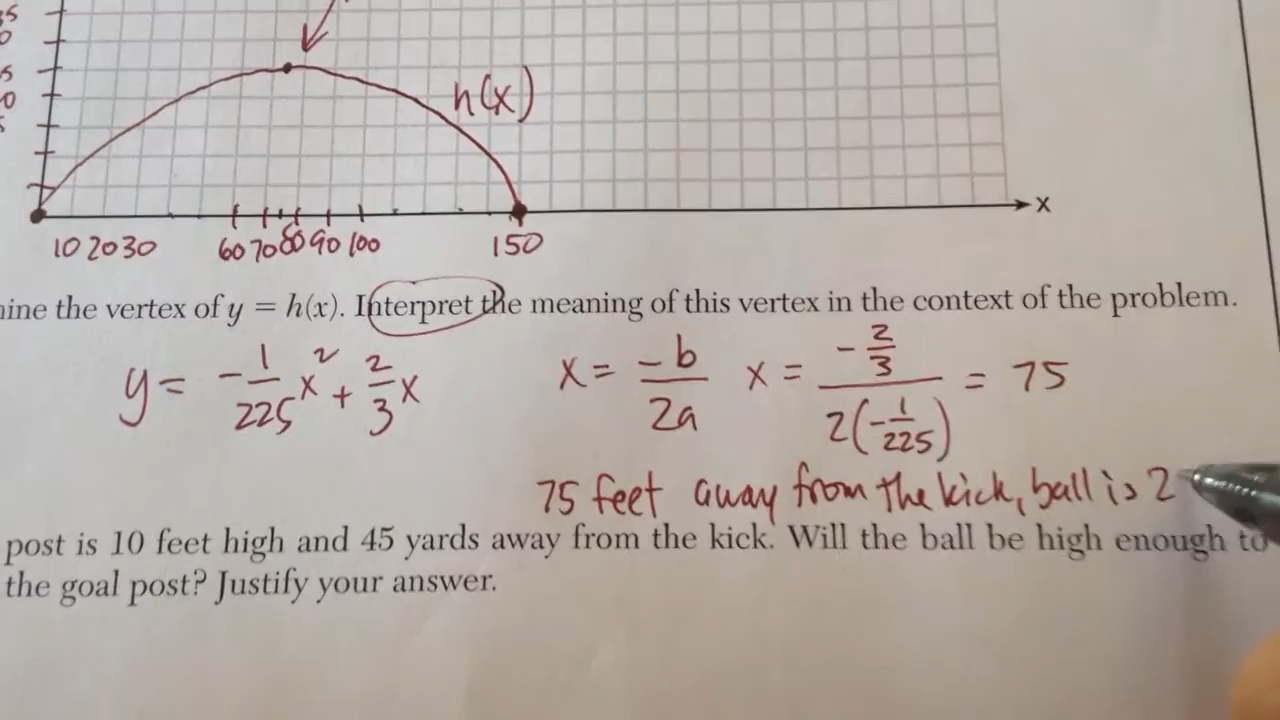 h(x)
x
10 20 30 60 70 80 90 100 150
the vertex of y = h(x). Interpret the meaning of this vertex in the context of the problem.
y = -1/225 x² + 2/3 x
x = -b/2a x = -2/3 / 2(-1/225) = 75
75 feet away from the kick, ball is 2
post is 10 feet high and 45 yards away from the kick. Will the ball be high enough to
the goal post? Justify your answer.